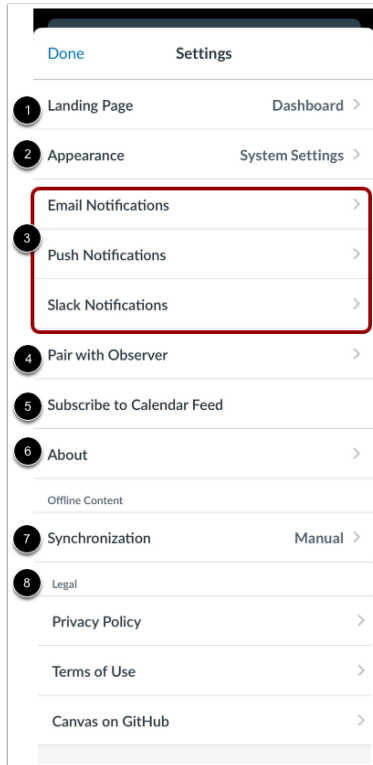 Done Settings
1 Landing Page Dashboard
2 Appearance System Settings
Email Notifications
3
Push Notifications
Slack Notifications
4 Pair with Observer
5 Subscribe to Calendar Feed
6 About
Offline Content
7 Synchronization Manual
8 Legal
Privacy Policy
Terms of Use
Canvas on GitHub